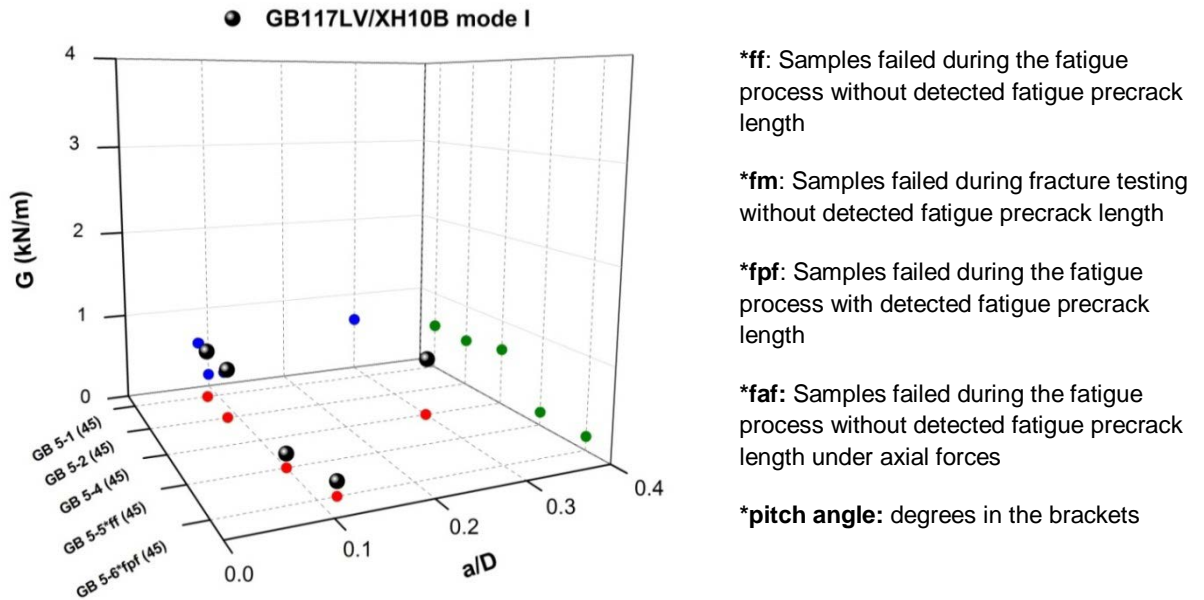 GB117LV/XH10B mode I
4
3
2
1
0
G (kN/m)
GB 5-1 (45)
GB 5-2 (45)
GB 5-4 (45)
GB 5-5*ff (45)
GB 5-6*fpf (45)
0.0
0.1
0.2
0.3
0.4
a/D
*ff: Samples failed during the fatigue
process without detected fatigue precrack
length
*fm: Samples failed during fracture testing
without detected fatigue precrack length
*fpf: Samples failed during the fatigue
process with detected fatigue precrack
length
*faf: Samples failed during the fatigue
process without detected fatigue precrack
length under axial forces
*pitch angle: degrees in the brackets